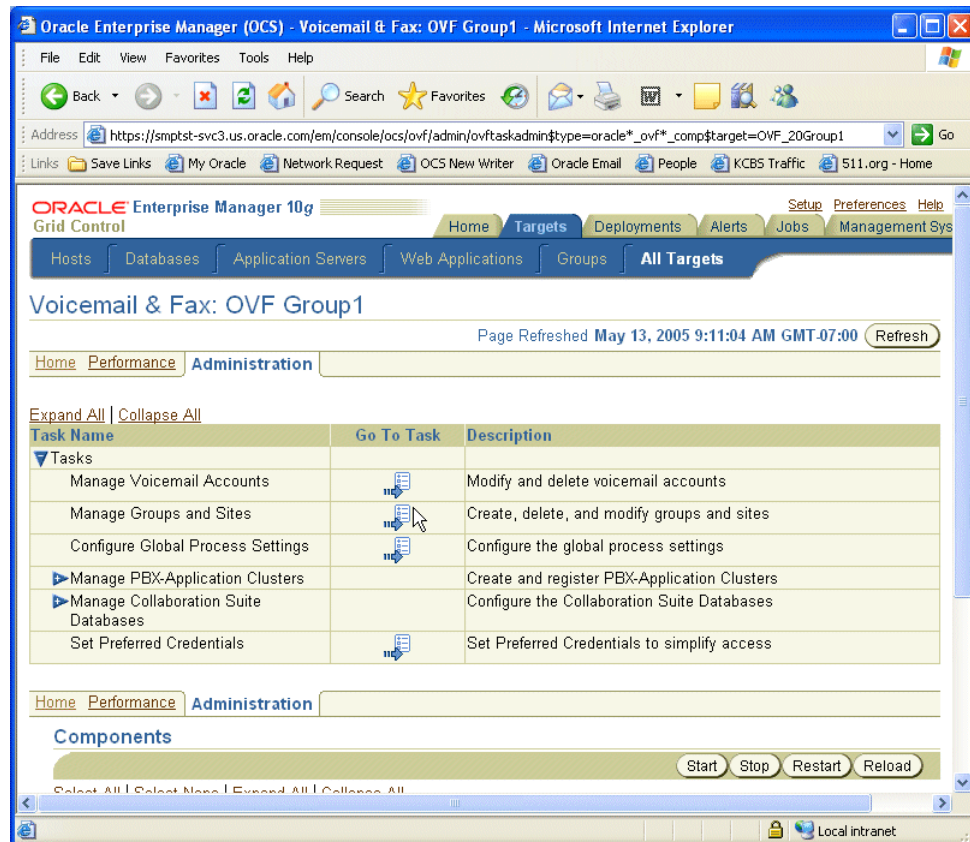 Oracle Enterprise Manager (OCS) - Voicemail & Fax: OVF Group1 - Microsoft Internet Explorer
File Edit View Favorites Tools Help
Back Search Favorites
Address https://smptst-svc3.us.oracle.com/em/console/ocs/ovf/admin/ovftaskadmin$type=oracle*_ovf*_comp$target=OVF_20Group1 Go
Links Save Links My Oracle Network Request OCS New Writer Oracle Email People KCBS Traffic 511.org - Home
ORACLE Enterprise Manager 10g
Setup Preferences Help
Grid Control
Home Targets Deployments Alerts Jobs Management Sys
Hosts Databases Application Servers Web Applications Groups All Targets
Voicemail & Fax: OVF Group1
Page Refreshed May 13, 2005 9:11:04 AM GMT-07:00 Refresh
Home Performance Administration
Expand All | Collapse All
Task Name Go To Task Description
Tasks
Manage Voicemail Accounts Modify and delete voicemail accounts
Manage Groups and Sites Create, delete, and modify groups and sites
Configure Global Process Settings Configure the global process settings
Manage PBX-Application Clusters Create and register PBX-Application Clusters
Manage Collaboration Suite Configure the Collaboration Suite Databases
Databases
Set Preferred Credentials Set Preferred Credentials to simplify access
Home Performance Administration
Components
Start Stop Restart Reload
Select All | Select None | Expand All | Collapse All
Local intranet